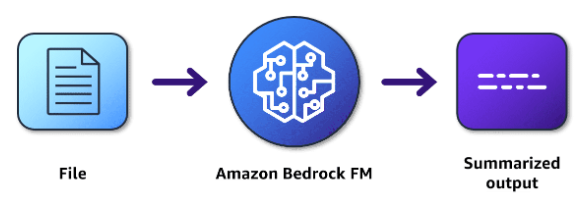 File
Amazon Bedrock FM
Summarized
output